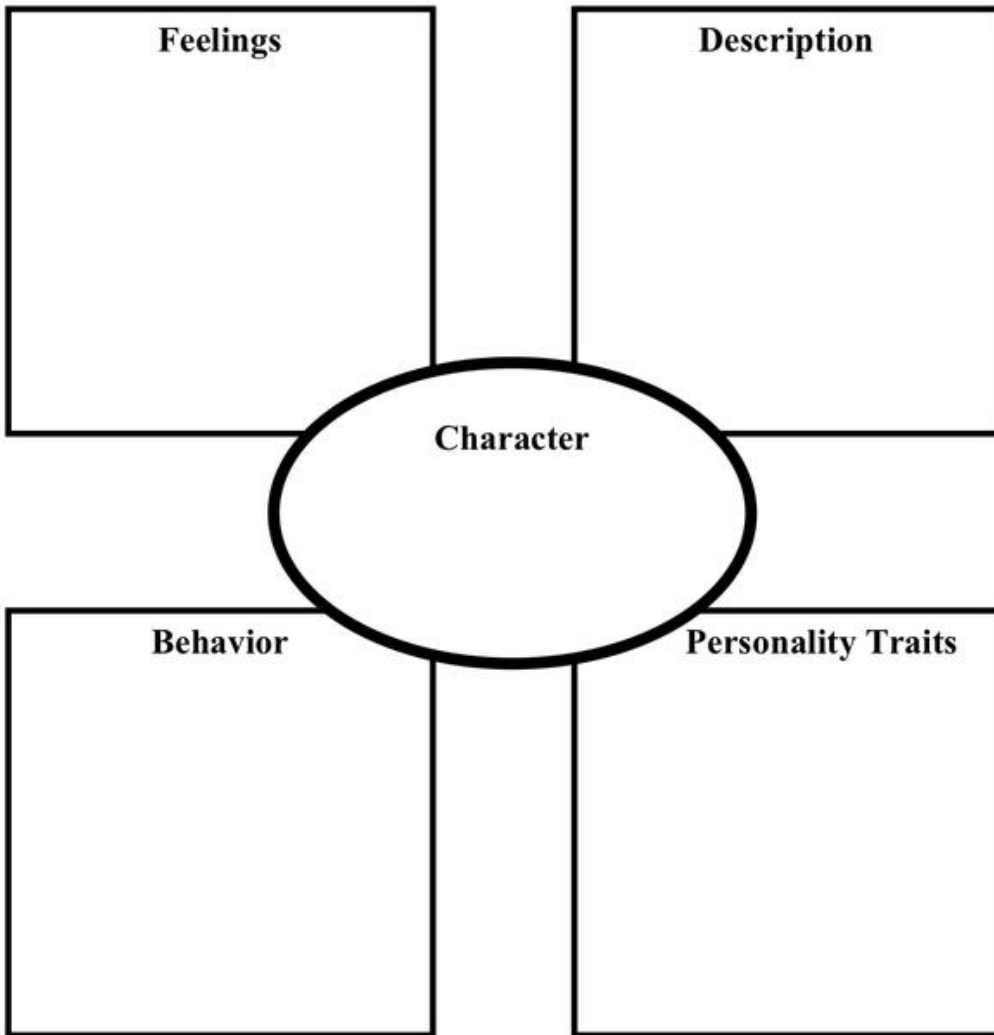 Feelings
Description
Character
Behavior
Personality Traits